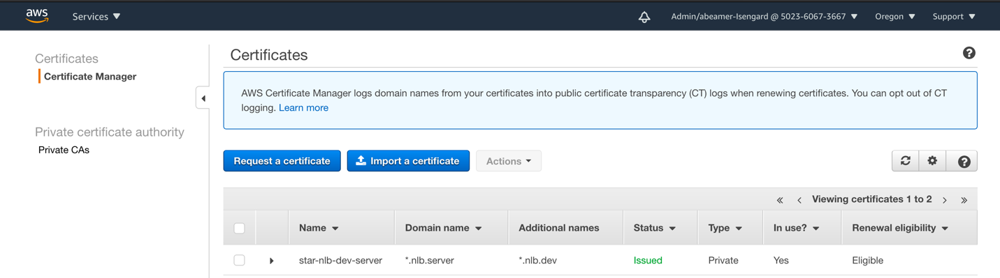 aws Services Admin/abeamer-Isengard @ 5023-6067-3667 Oregon Support
Certificates
Certificate Manager
Private certificate authority
Private CAs
Certificates
AWS Certificate Manager logs domain names from your certificates into public certificate transparency (CT) logs when renewing certificates. You can opt out of CT
logging. Learn more
Request a certificate Import a certificate Actions
« ‹ Viewing certificates 1 to 2 › »
Name Domain name Additional names Status Type In use? Renewal eligibility
star-nlb-dev-server *.nlb.server *.nlb.dev Issued Private Yes Eligible